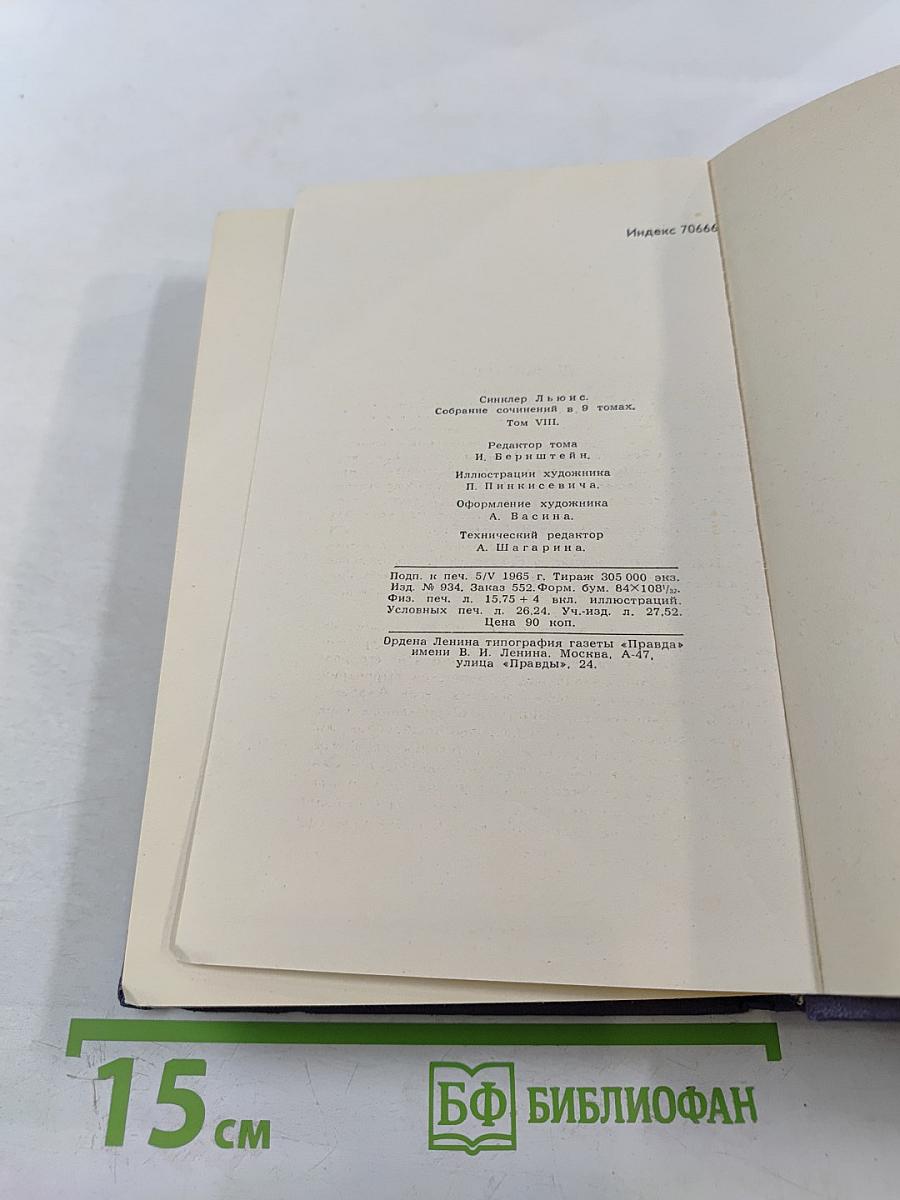 Индекс 70666
Синклер Льюис.
Собрание сочинений в 9 томах.
Том VIII.
Редактор тома
И. Бернштейн.
Иллюстрации художника
П. Пинкисевича.
Оформление художника
А. Васина.
Технический редактор
А. Шагарина.
Подп. к печ. 5/V 1965 г. Тираж 305 000 экз.
Изд. № 934. Заказ 552. Форм. бум. 84×108¹/₃₂.
Физ. печ. л. 15,75 + 4 вкл. иллюстраций.
Условных печ. л. 26,24. Уч.-изд. л. 27,52.
Цена 90 коп.
Ордена Ленина типография газеты «Правда»
имени В. И. Ленина. Москва, А-47,
улица «Правды», 24.
15 см
БФ БИБЛИОФАН